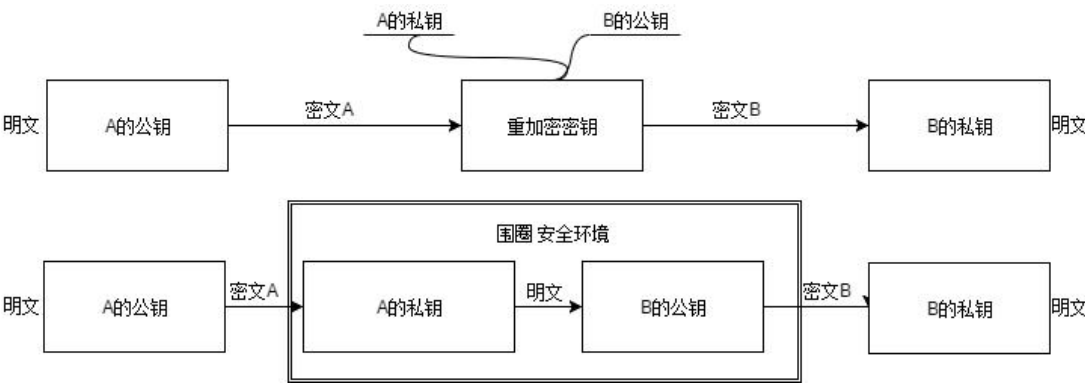 A的私钥
B的公钥
明文
A的公钥
密文A
重加密密钥
密文B
B的私钥
明文
围圈 安全环境
明文
A的公钥
密文A
A的私钥
明文
B的公钥
密文B
B的私钥
明文